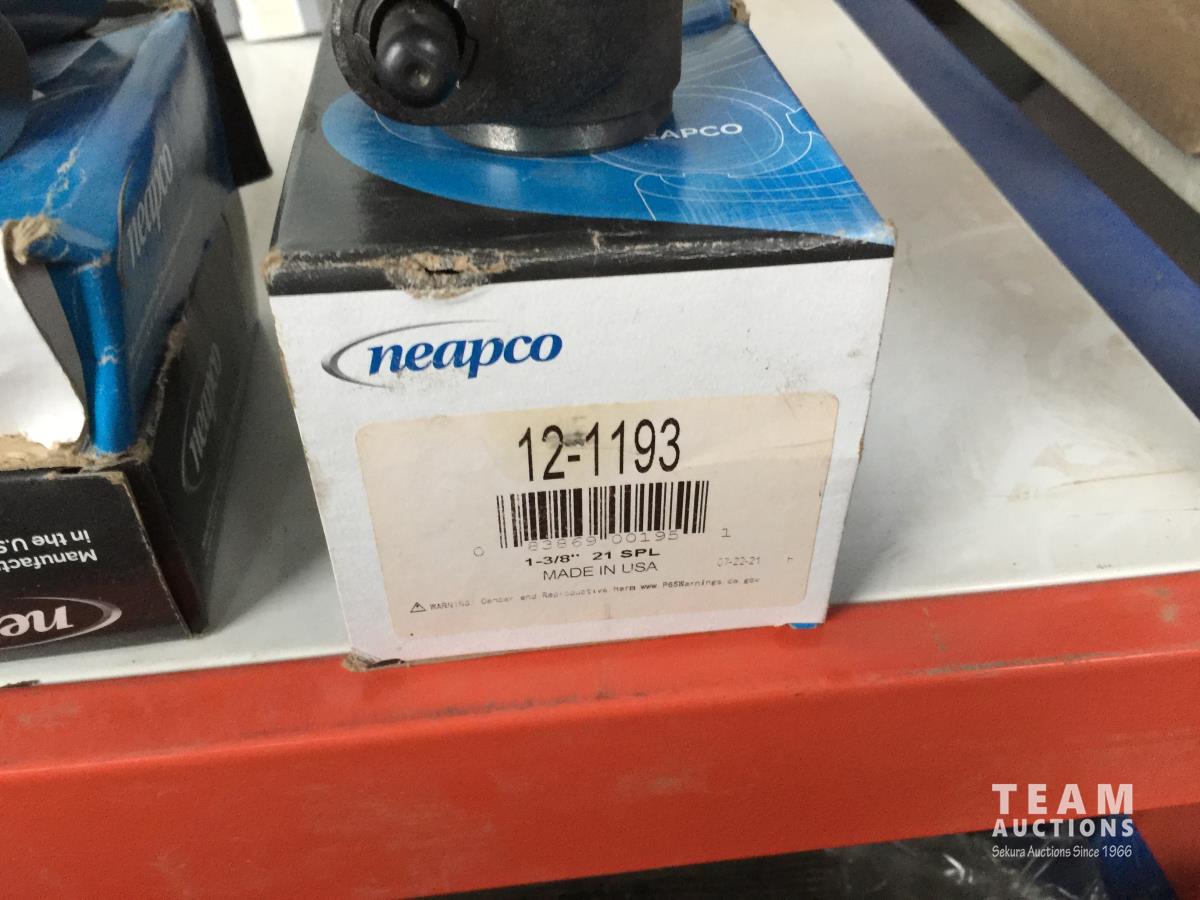 NEAPCO
neapco
neapco
12-1193
0 83869 00195 1
1-3/8" 21 SPL
MADE IN USA
07-22-21
WARNING: Cancer and Reproductive Harm www.P65Warnings.ca.gov
neapco
Manufact
in the U.S
ne
TEAM
AUCTIONS
Sekura Auctions Since 1966